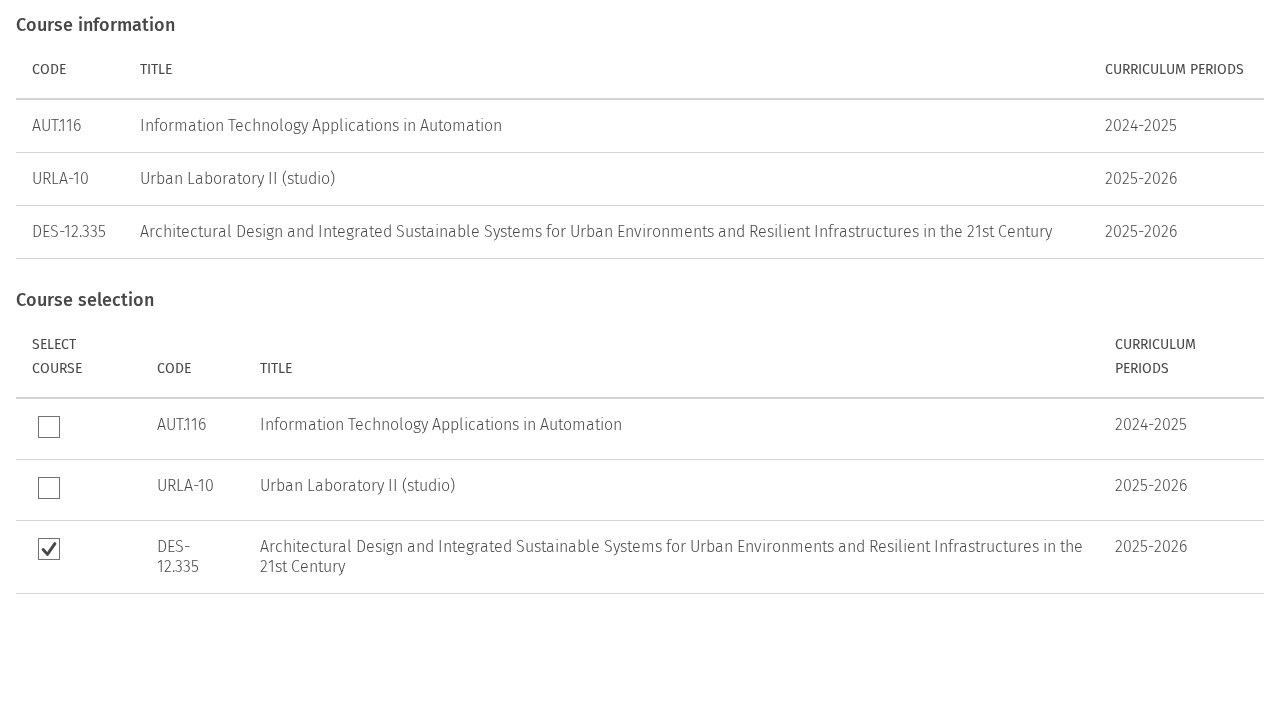 Course information
CODE TITLE CURRICULUM PERIODS
AUT.116 Information Technology Applications in Automation 2024-2025
URLA-10 Urban Laboratory II (studio) 2025-2026
DES-12.335 Architectural Design and Integrated Sustainable Systems for Urban Environments and Resilient Infrastructures in the 21st Century 2025-2026
Course selection
SELECT CURRICULUM
COURSE CODE TITLE PERIODS
AUT.116 Information Technology Applications in Automation 2024-2025
URLA-10 Urban Laboratory II (studio) 2025-2026
DES- Architectural Design and Integrated Sustainable Systems for Urban Environments and Resilient Infrastructures in the 2025-2026
12.335 21st Century